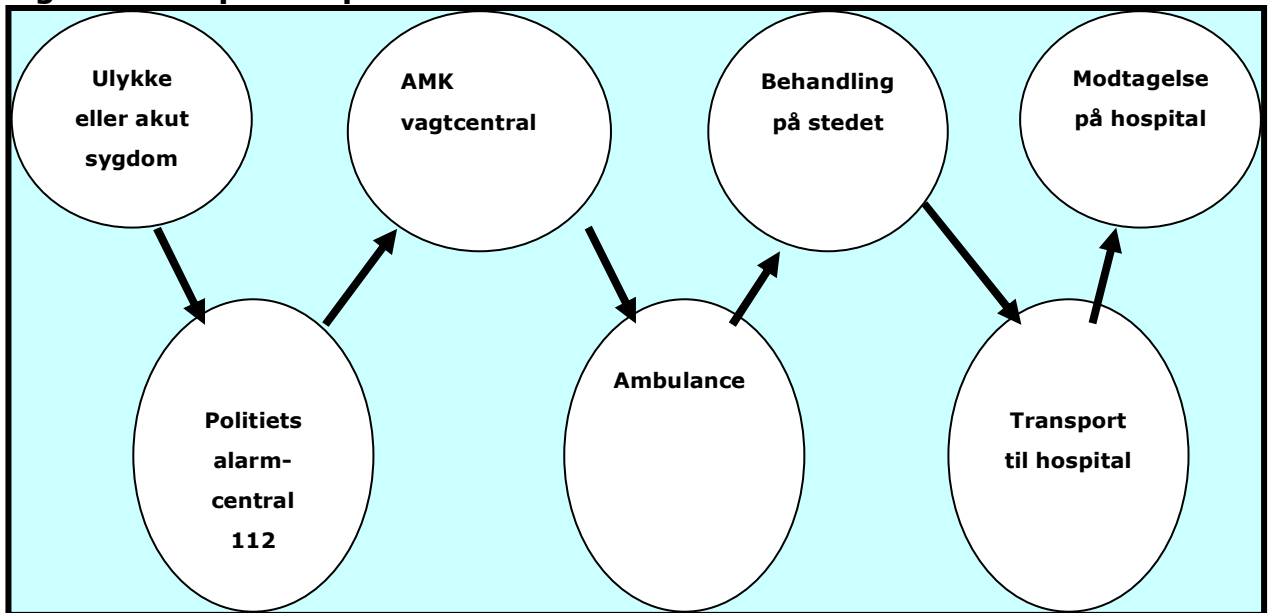 Ulykke
eller akut
sygdom
AMK
vagtcentral
Behandling
på stedet
Modtagelse
på hospital
Politiets
alarm-
central
112
Ambulance
Transport
til hospital